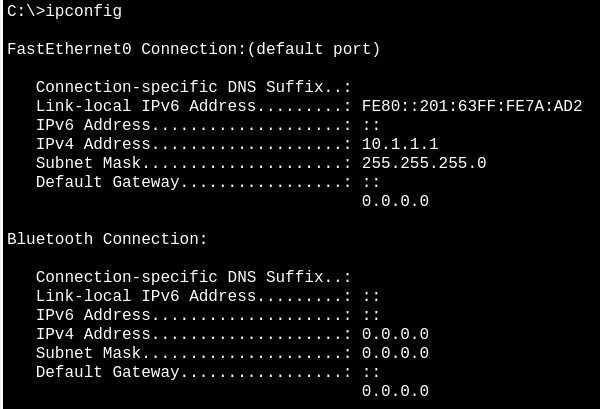 C:\>ipconfig
FastEthernet0 Connection:(default port)
Connection-specific DNS Suffix..:
Link-local IPv6 Address.........: FE80::201:63FF:FE7A:AD2
IPv6 Address....................: ::
IPv4 Address....................: 10.1.1.1
Subnet Mask.....................: 255.255.255.0
Default Gateway.................: ::
0.0.0.0
Bluetooth Connection:
Connection-specific DNS Suffix..:
Link-local IPv6 Address.........: ::
IPv6 Address....................: ::
IPv4 Address....................: 0.0.0.0
Subnet Mask.....................: 0.0.0.0
Default Gateway.................: ::
0.0.0.0